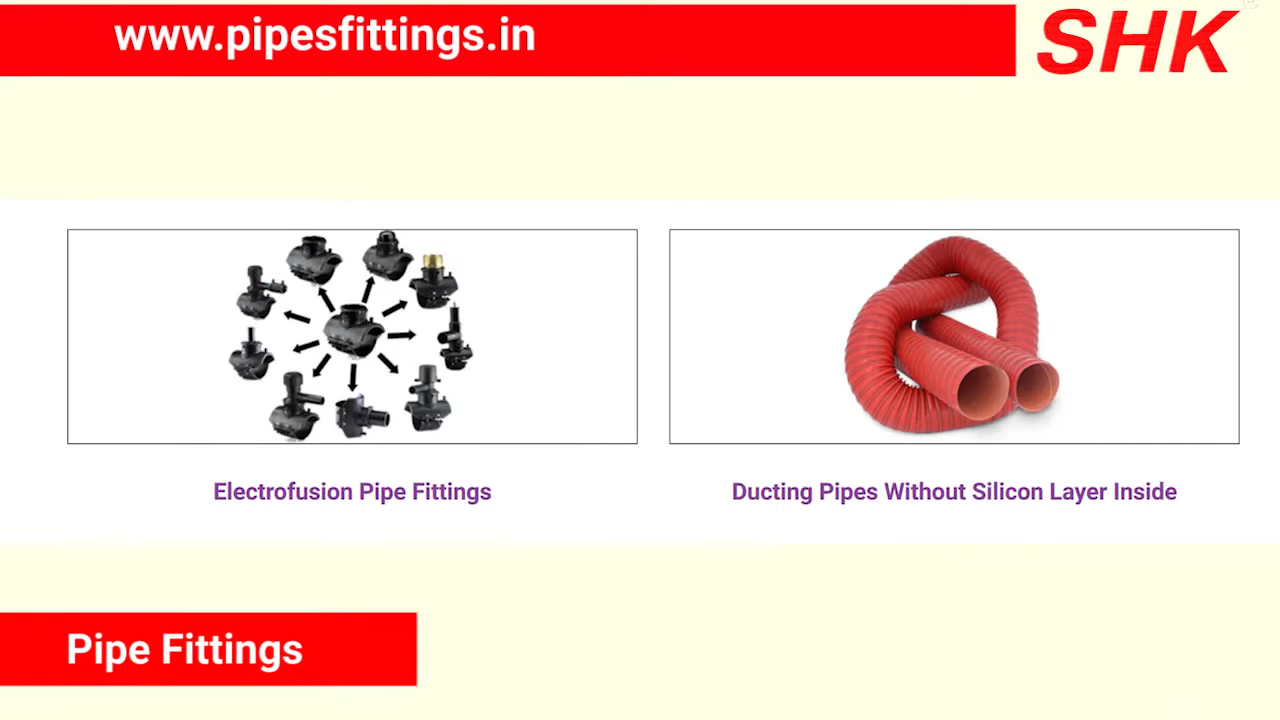 www.pipesfittings.in
SHK
Electrofusion Pipe Fittings
Ducting Pipes Without Silicon Layer Inside
Pipe Fittings